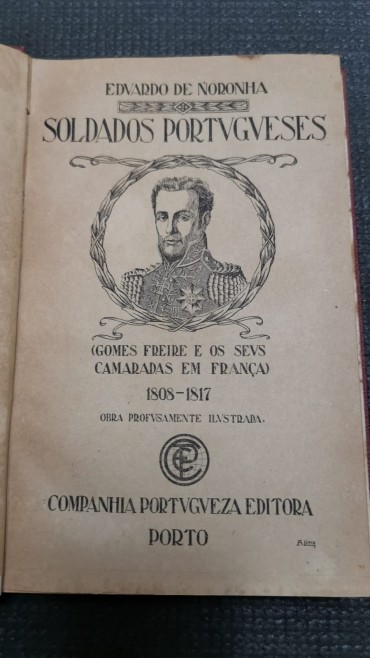 EDVARDO DE NORONHA
SOLDADOS PORTVGVESES
(GOMES FREIRE E OS SEVS
CAMARADAS EM FRANÇA)
1808-1817
OBRA PROFVSAMENTE ILVSTRADA.
COMPANHIA PORTVGVEZA EDITORA
PORTO